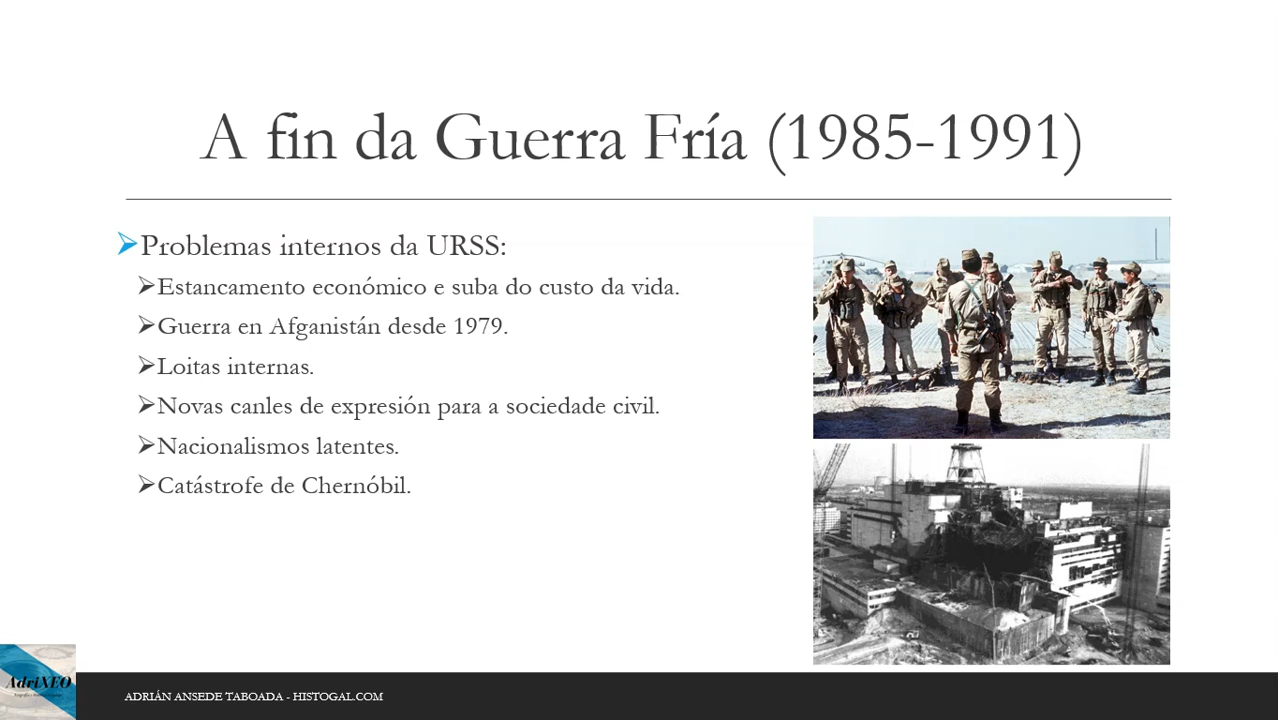 A fin da Guerra Fría (1985-1991)
Problemas internos da URSS:
Estancamento económico e suba do custo da vida.
Guerra en Afganistán desde 1979.
Loitas internas.
Novas canles de expresión para a sociedade civil.
Nacionalismos latentes.
Catástrofe de Chernóbil.
AdriXEO
ADRIÁN ANSEDE TABOADA - HISTOGAL.COM